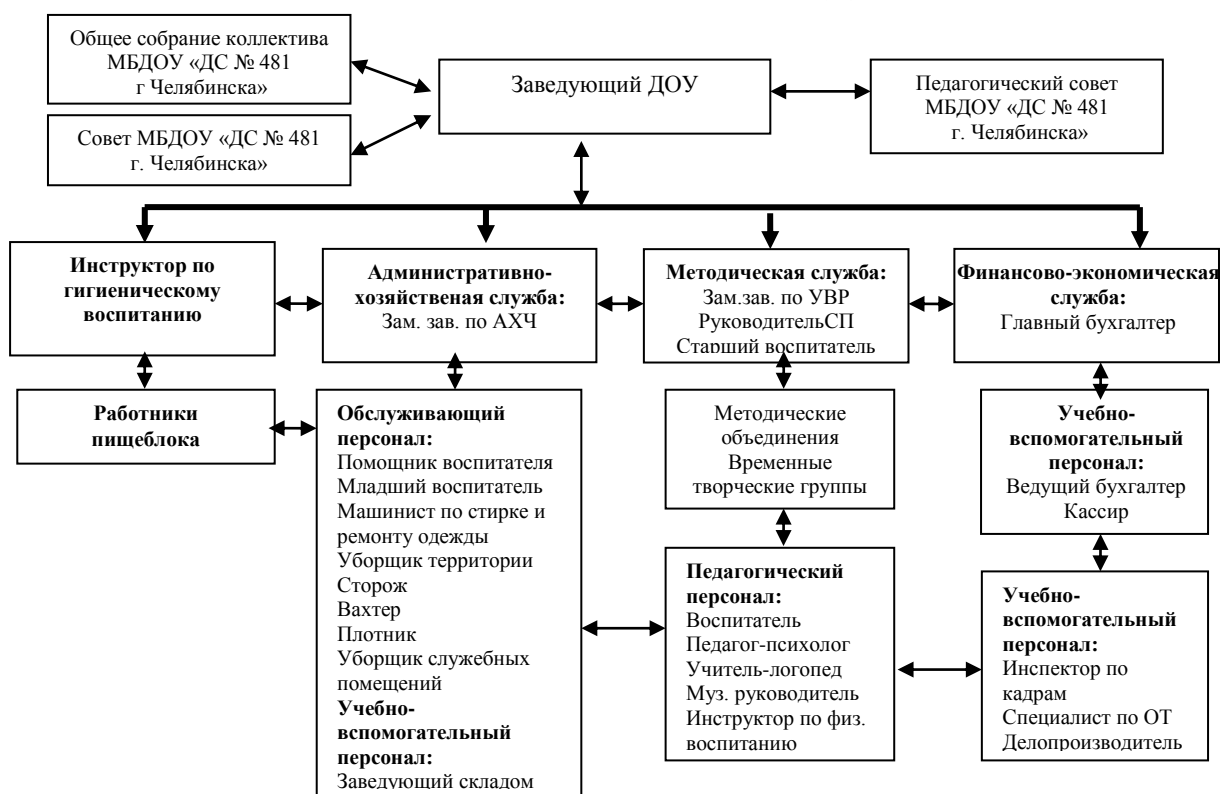 Общее собрание коллектива
МБДОУ «ДС № 481
г Челябинска»
Заведующий ДОУ
Педагогический совет
МБДОУ «ДС № 481
г. Челябинска»
Совет МБДОУ «ДС № 481
г. Челябинска»
Инструктор по
гигиеническому
воспитанию
Административно-
хозяйственая служба:
Зам. зав. по АХЧ
Методическая служба:
Зам.зав. по УВР
РуководительСП
Старший воспитатель
Финансово-экономическая
служба:
Главный бухгалтер
Работники
пищеблока
Обслуживающий
персонал:
Помощник воспитателя
Младший воспитатель
Машинист по стирке и
ремонту одежды
Уборщик территории
Сторож
Вахтер
Плотник
Уборщик служебных
помещений
Учебно-
вспомогательный
персонал:
Заведующий складом
Методические
объединения
Временные
творческие группы
Учебно-
вспомогательный
персонал:
Ведущий бухгалтер
Кассир
Педагогический
персонал:
Воспитатель
Педагог-психолог
Учитель-логопед
Муз. руководитель
Инструктор по физ.
воспитанию
Учебно-
вспомогательный
персонал:
Инспектор по
кадрам
Специалист по ОТ
Делопроизводитель